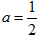 a = 1/2